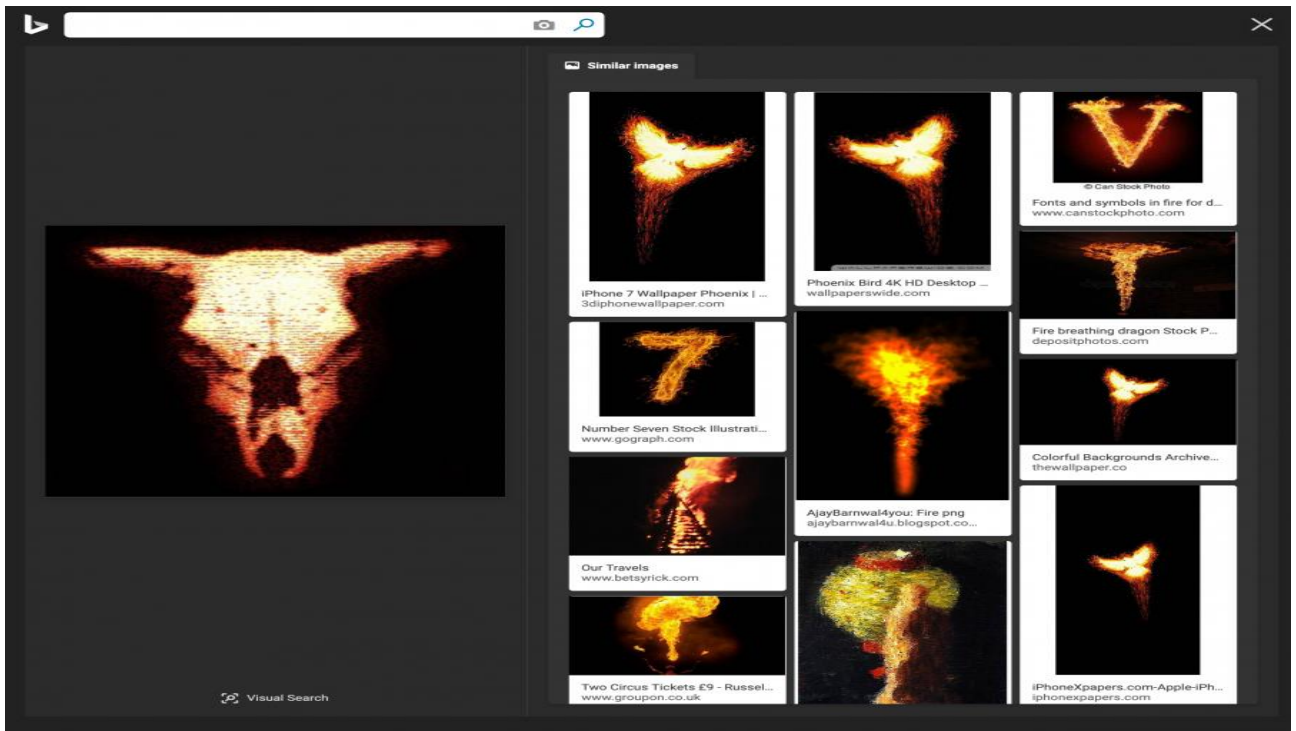 Similar images
iPhone 7 Wallpaper Phoenix | ...
3diphonewallpaper.com
Number Seven Stock Illustrati...
www.gograph.com
Our Travels
www.betsyrick.com
Two Circus Tickets £9 - Russel...
www.groupon.co.uk
Phoenix Bird 4K HD Desktop ...
wallpaperswide.com
AjayBarnwal4you: Fire png
ajaybarnwal4u.blogspot.co...
© Can Stock Photo
Fonts and symbols in fire for d...
www.canstockphoto.com
Fire breathing dragon Stock P...
depositphotos.com
Colorful Backgrounds Archive...
thewallpaper.co
iPhoneXpapers.com-Apple-iPh...
iphonexpapers.com
Visual Search